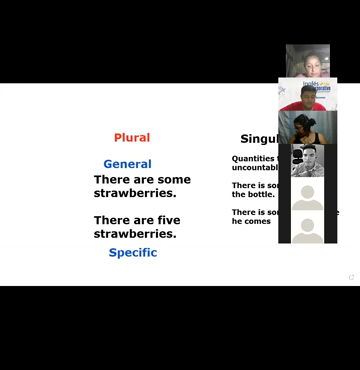 Plural
General
There are some
strawberries.
There are five
strawberries.
Specific
Quantities
uncountabl
There is so
the bottle.
There is so
he comes
Inglés